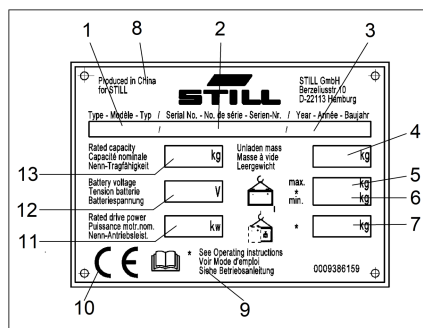 1
8
2
3
Produced in China
for STILL
STILL
STILL GmbH
Berzeliusstr.10
D-22113 Hamburg
Type - Modèle - Typ / Serial No. - No. de série - Serien-Nr. / Year - Année - Baujahr
/ /
Rated capacity
Capacité nominale
Nenn-Tragfähigkeit
kg
Unladen mass
Masse à vide
Leergewicht
kg
4
13
Battery voltage
Tension batterie
Batteriespannung
V
max.
*
min.
kg
kg
5
6
12
Rated drive power
Puissance motr.nom.
Nenn-Antriebsleist.
kw
*
kg
7
11
CE
* See Operating instructions
Voir Mode d'emploi
Siehe Betriebsanleitung
0009386159
10
9